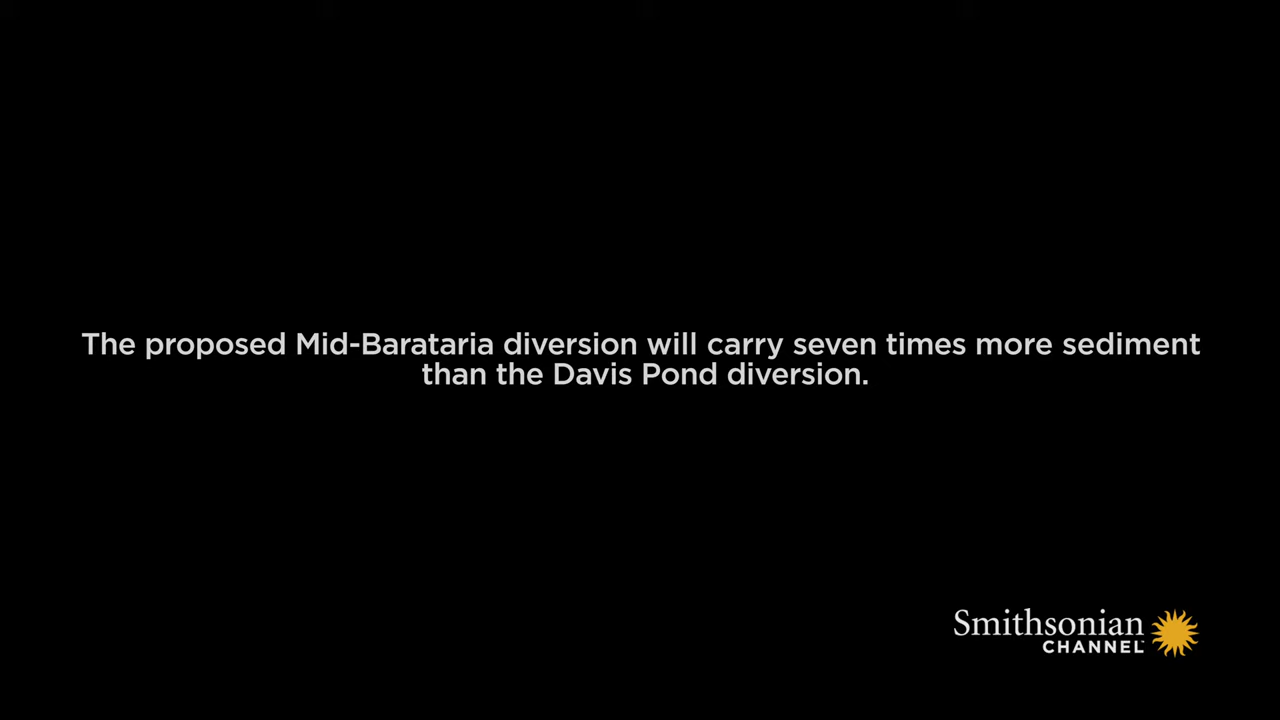 The proposed Mid-Barataria diversion will carry seven times more sediment
than the Davis Pond diversion.
Smithsonian
CHANNEL